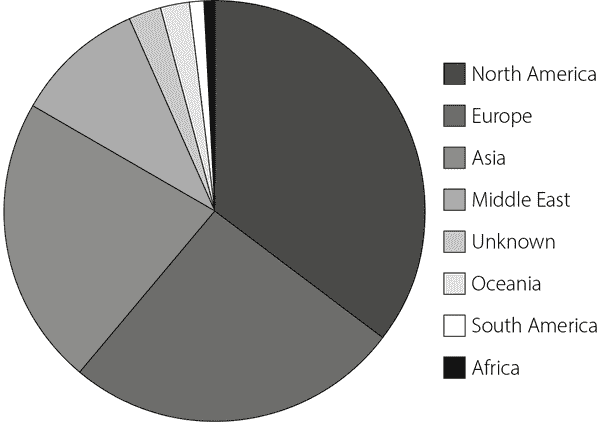 North America
Europe
Asia
Middle East
Unknown
Oceania
South America
Africa